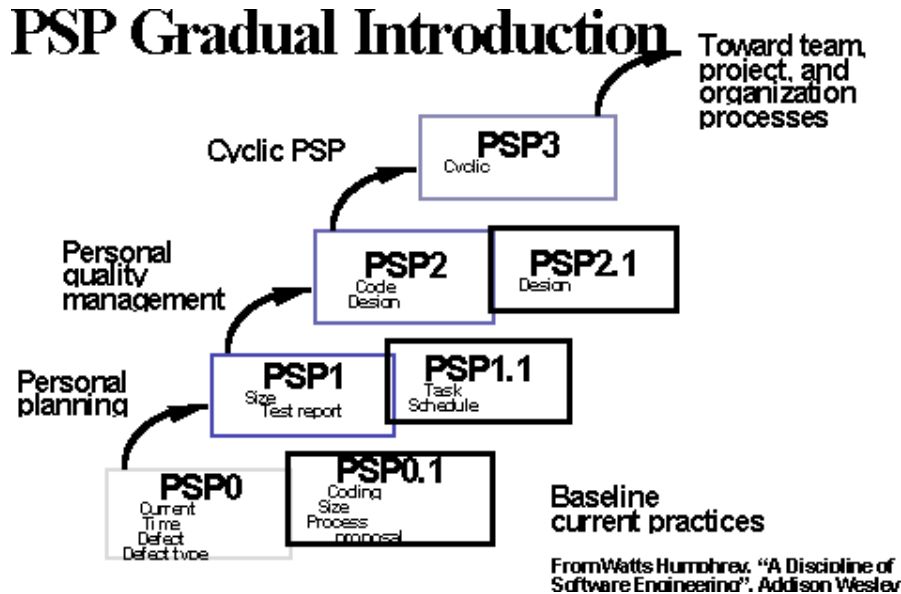 PSP Gradual Introduction
Toward team,
project, and
organization
processes
Cyclic PSP
PSP3
Cyclic
Personal
quality
management
PSP2
Code
Design
PSP2.1
Design
Personal
planning
PSP1
Size
Test report
PSP1.1
Task
Schedule
PSP0
Current
Time
Defect
Defect type
PSP0.1
Coding
Size
Process
proposal
Baseline
current practices
From Watts Humphrey, “A Discipline of
Software Engineering”, Addison Wesley